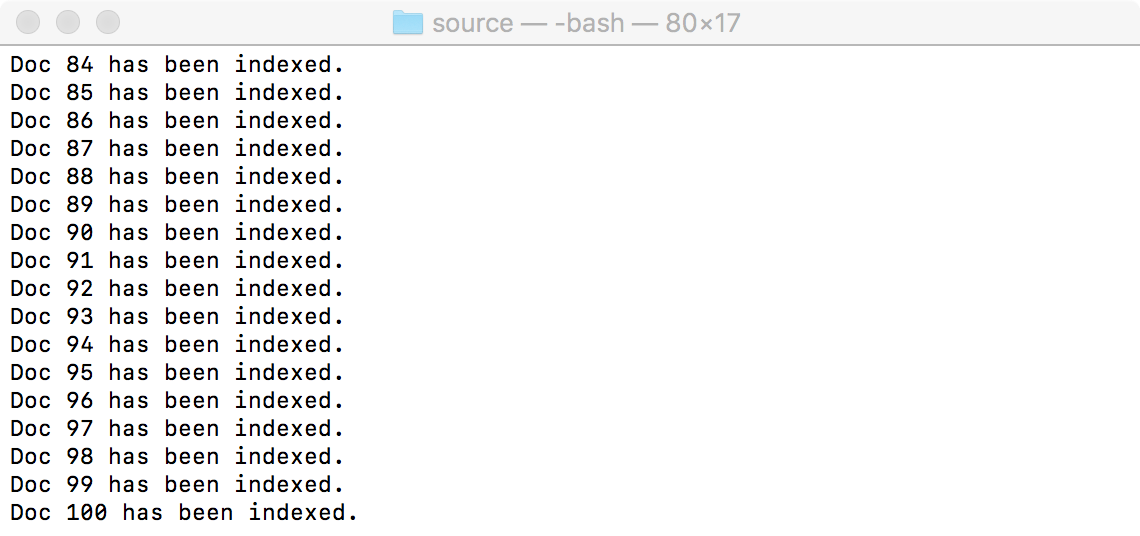 source — -bash — 80×17
Doc 84 has been indexed.
Doc 85 has been indexed.
Doc 86 has been indexed.
Doc 87 has been indexed.
Doc 88 has been indexed.
Doc 89 has been indexed.
Doc 90 has been indexed.
Doc 91 has been indexed.
Doc 92 has been indexed.
Doc 93 has been indexed.
Doc 94 has been indexed.
Doc 95 has been indexed.
Doc 96 has been indexed.
Doc 97 has been indexed.
Doc 98 has been indexed.
Doc 99 has been indexed.
Doc 100 has been indexed.